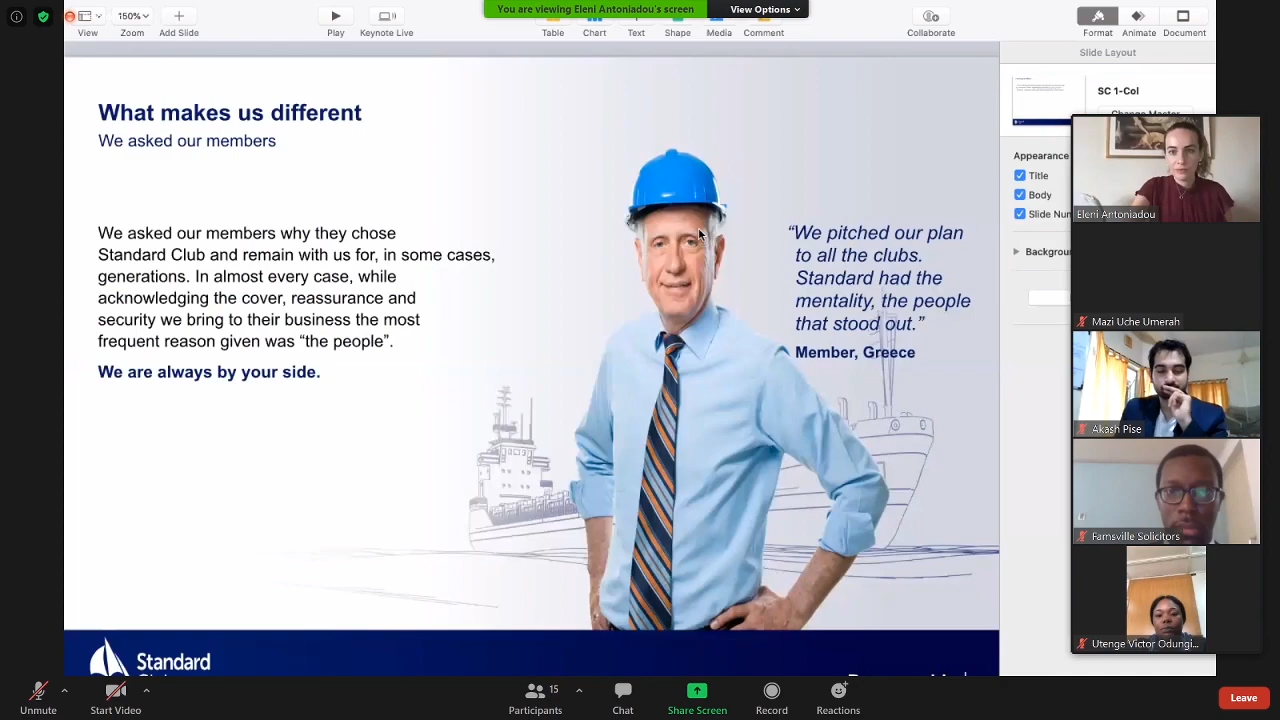 You are viewing Eleni Antoniadou's screen
View Options
150%
View
Zoom
Add Slide
Play
Keynote Live
Table
Chart
Text
Shape
Media
Comment
Collaborate
Format
Animate
Document
Slide Layout
SC 1-Col
Appearance
Title
Body
Slide Num
Backgrou
What makes us different
We asked our members
We asked our members why they chose
Standard Club and remain with us for, in some cases,
generations. In almost every case, while
acknowledging the cover, reassurance and
security we bring to their business the most
frequent reason given was “the people”.
We are always by your side.
“We pitched our plan
to all the clubs.
Standard had the
mentality, the people
that stood out.”
Member, Greece
Standard
Eleni Antoniadou
Mazi Uche Umerah
Akash Pise
Famsville Solicitors
Utenge Victor Odungi...
Unmute
Start Video
15
Participants
Chat
Share Screen
Record
Reactions
Leave